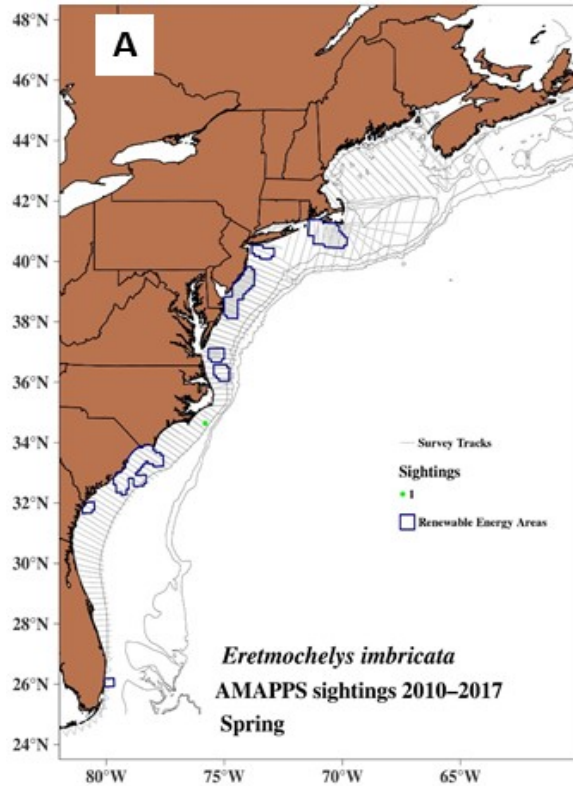 A
48°N
46°N
44°N
42°N
40°N
38°N
36°N
34°N
32°N
30°N
28°N
26°N
24°N
Survey Tracks
Sightings
1
Renewable Energy Areas
Eretmochelys imbricata
AMAPPS sightings 2010–2017
Spring
80°W
75°W
70°W
65°W